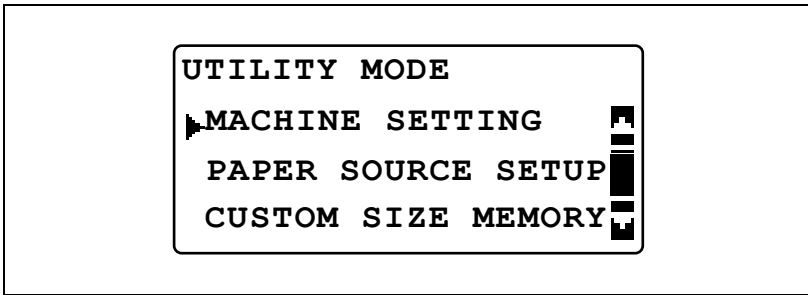 UTILITY MODE
MACHINE SETTING
PAPER SOURCE SETUP
CUSTOM SIZE MEMORY